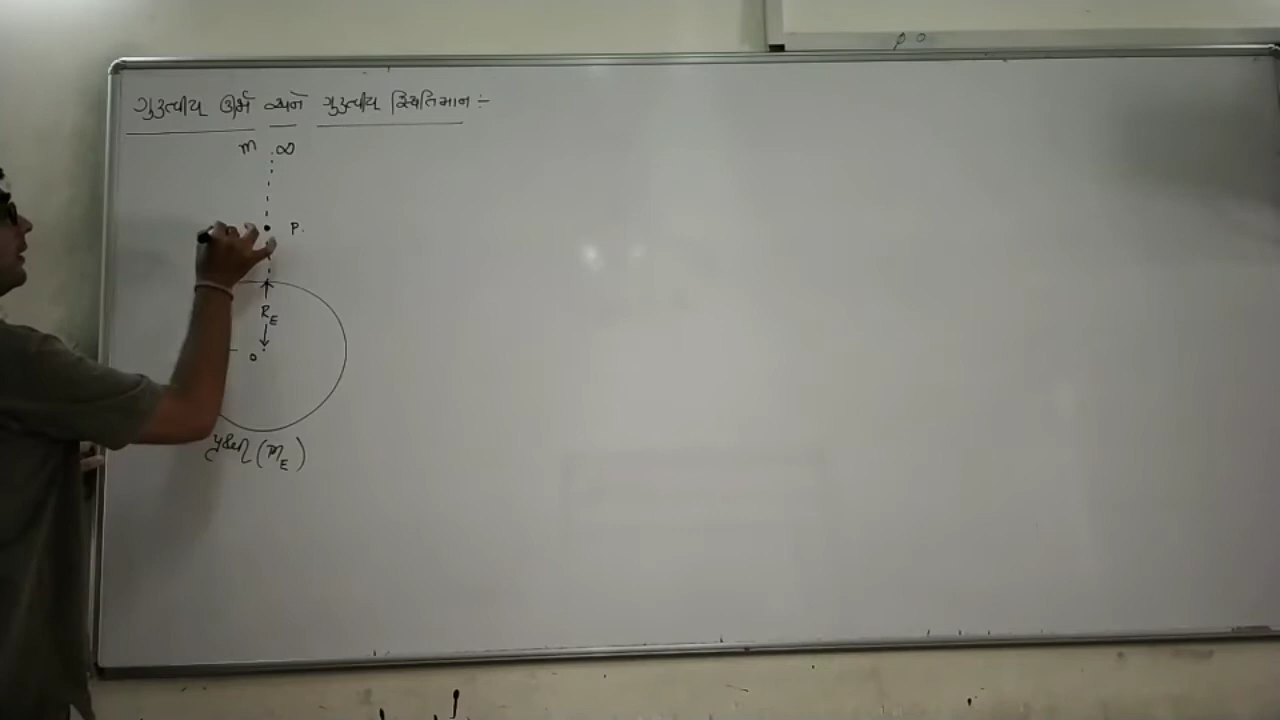 ગુરુત્વીય ઊર્જા અને ગુરુત્વીય સ્થિતિમાન :-
m ∞
P.
R_E
O
પૃથ્વી (M_E)